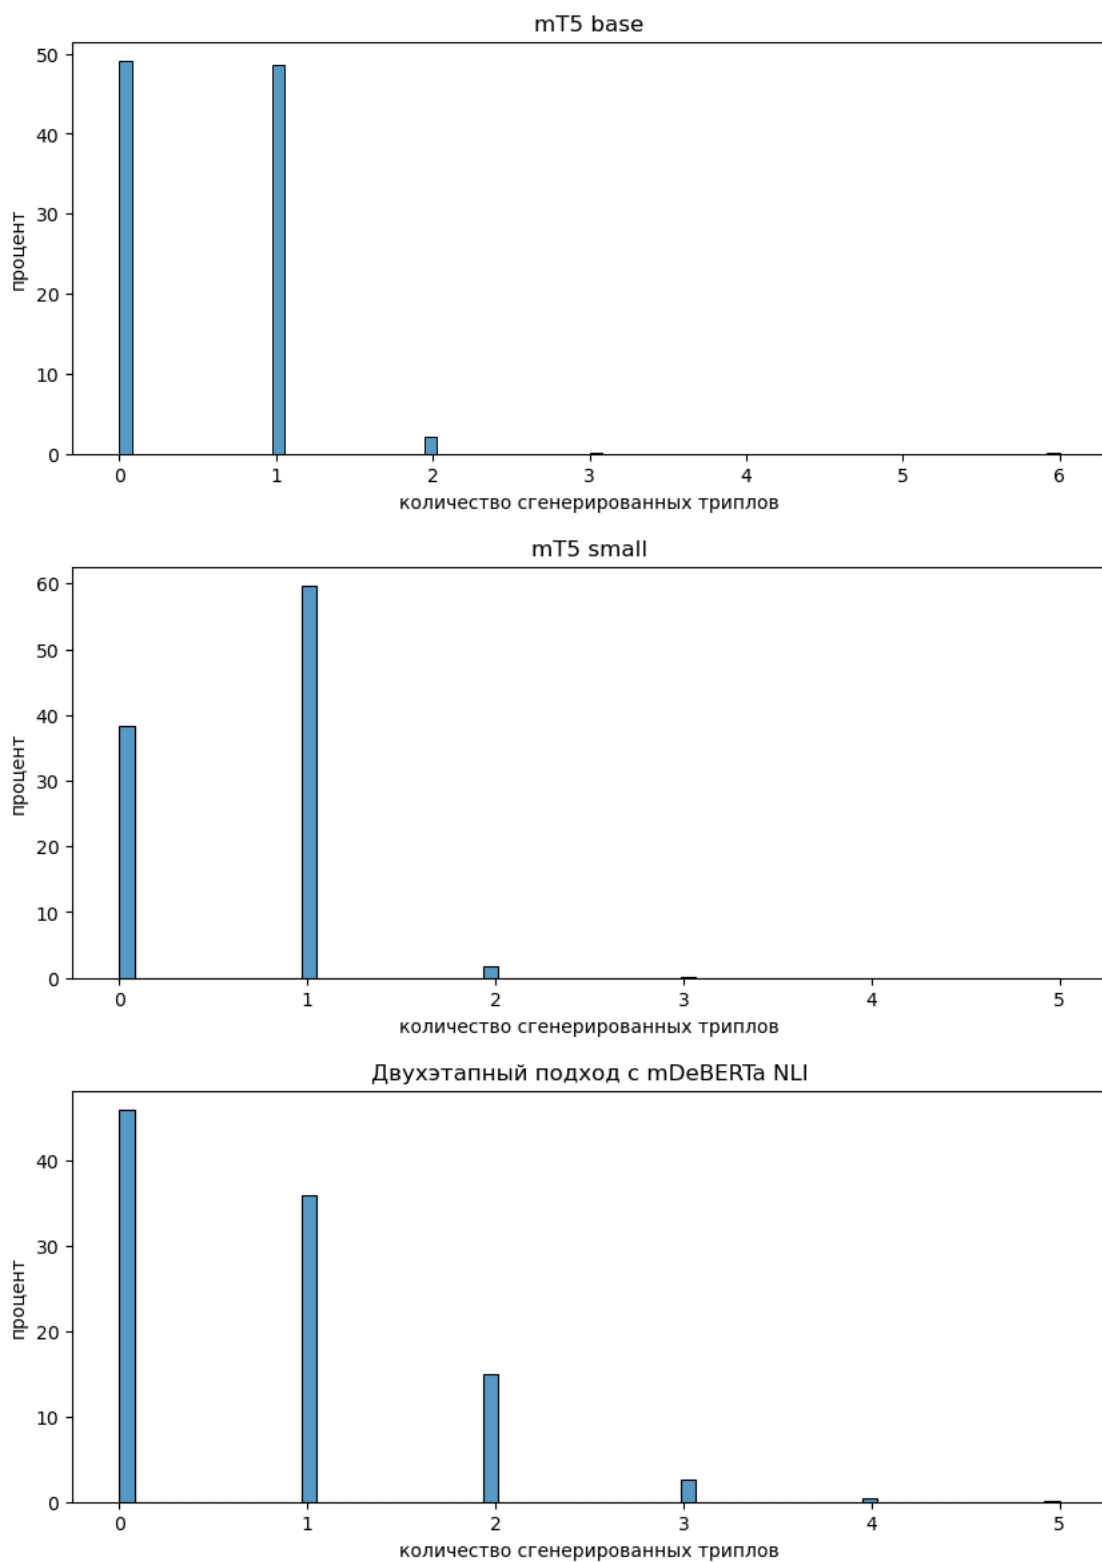 mT5 base
50
40
30
20
10
0
процент
0 1 2 3 4 5 6
количество сгенерированных триплов
mT5 small
60
50
40
30
20
10
0
процент
0 1 2 3 4 5
количество сгенерированных триплов
Двухэтапный подход с mDeBERTa NLI
40
30
20
10
0
процент
0 1 2 3 4 5
количество сгенерированных триплов